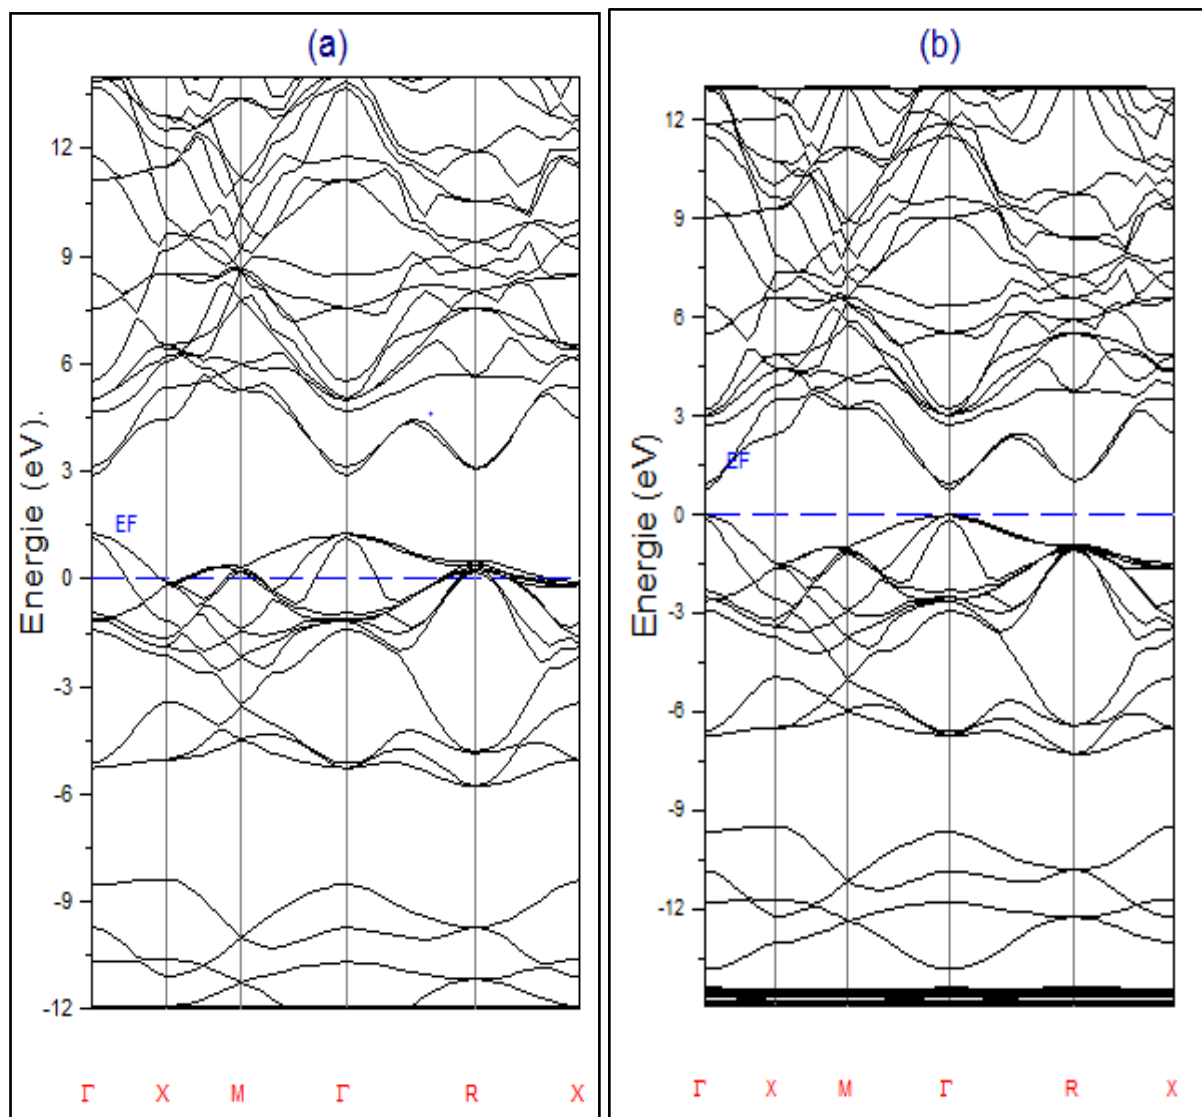 (a)
12
9
6
3
0
-3
-6
-9
-12
Energie (eV).
EF
Γ X M Γ R X
(b)
12
9
6
3
0
-3
-6
-9
-12
Energie (eV)
EF
Γ X M Γ R X